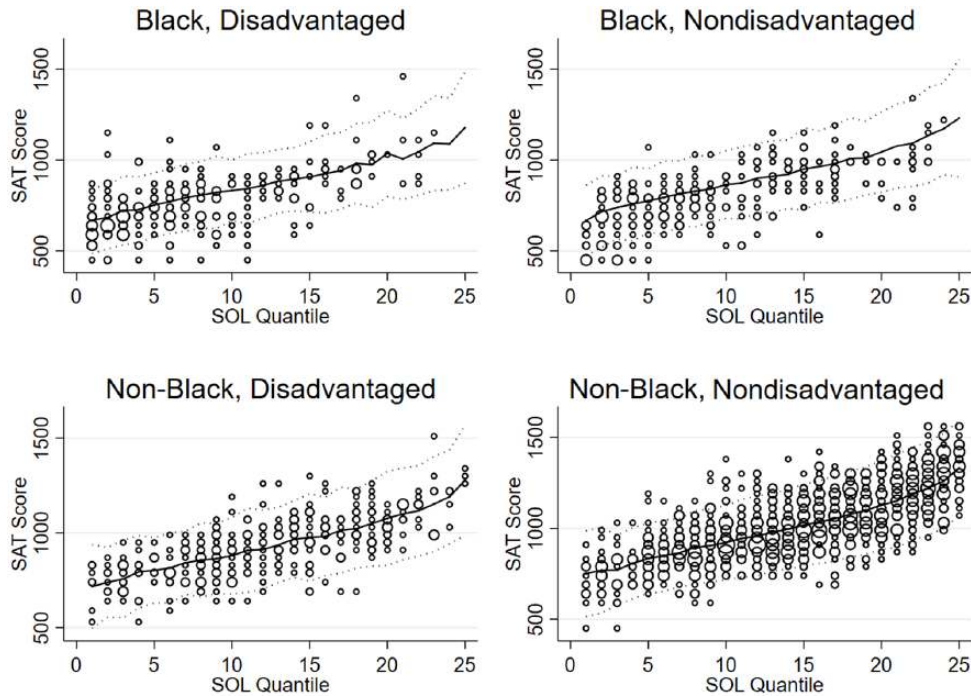 Black, Disadvantaged
SAT Score
1500
1000
500
0 5 10 15 20 25
SOL Quantile
Black, Nondisadvantaged
SAT Score
1500
1000
500
0 5 10 15 20 25
SOL Quantile
Non-Black, Disadvantaged
SAT Score
1500
1000
500
0 5 10 15 20 25
SOL Quantile
Non-Black, Nondisadvantaged
SAT Score
1500
1000
500
0 5 10 15 20 25
SOL Quantile